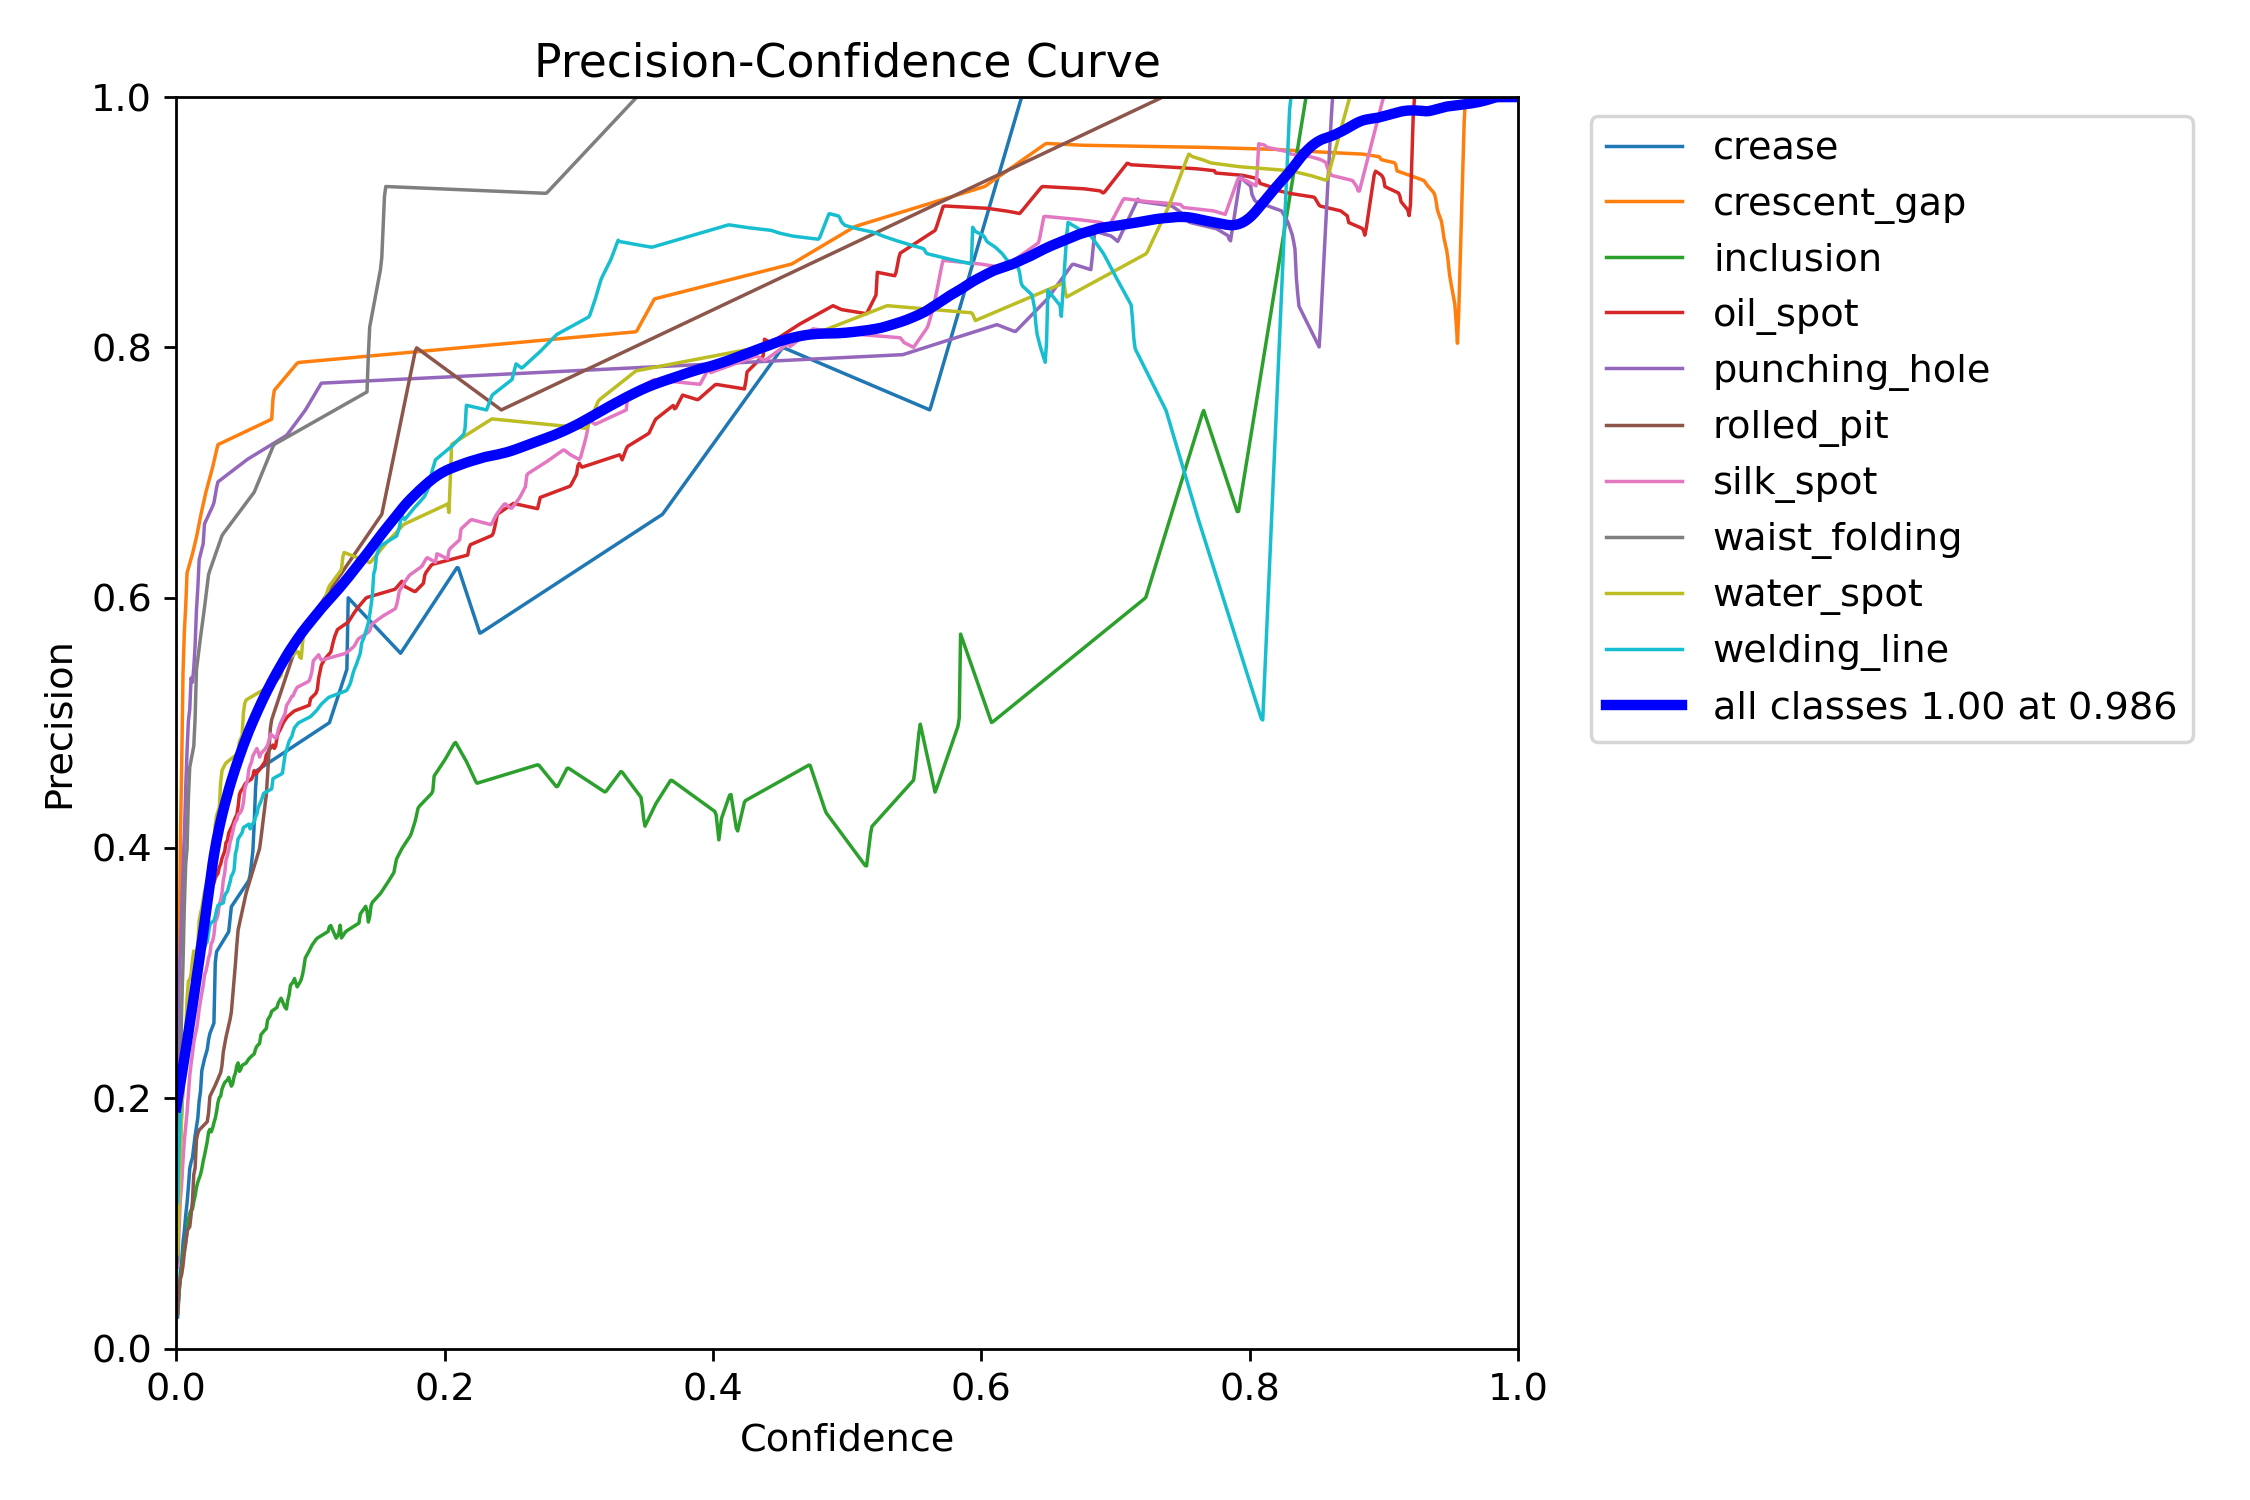 Precision-Confidence Curve
1.0
0.8
0.6
0.4
0.2
0.0
Precision
0.0 0.2 0.4 0.6 0.8 1.0
Confidence
crease
crescent_gap
inclusion
oil_spot
punching_hole
rolled_pit
silk_spot
waist_folding
water_spot
welding_line
all classes 1.00 at 0.986